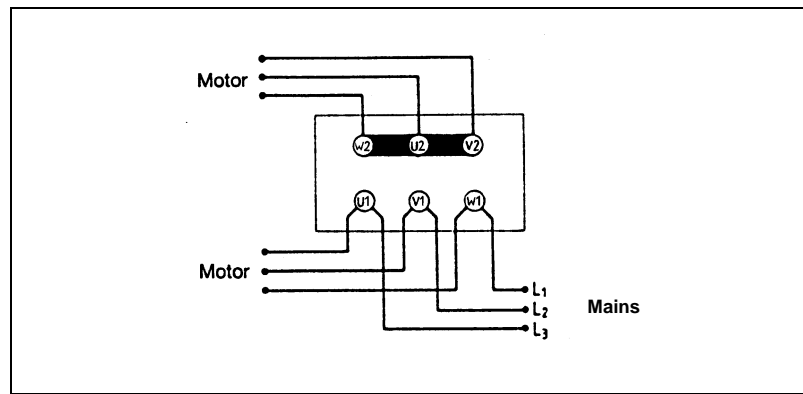 Motor
W2 U2 V2
U1 V1 W1
Motor
L1
L2 Mains
L3